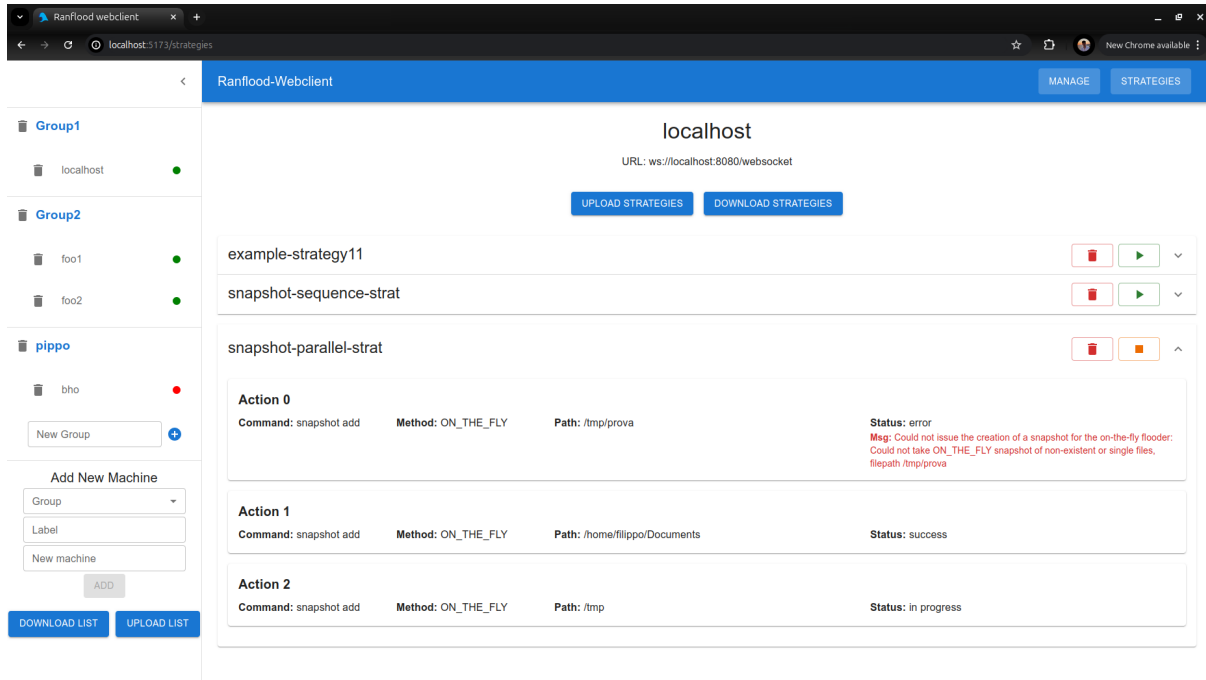 Ranflood webclient
localhost:5173/strategies
New Chrome available
Ranflood-Webclient
MANAGE
STRATEGIES
Group1
localhost
Group2
foo1
foo2
pippo
bho
New Group
Add New Machine
Group
Label
New machine
ADD
DOWNLOAD LIST
UPLOAD LIST
localhost
URL: ws://localhost:8080/websocket
UPLOAD STRATEGIES
DOWNLOAD STRATEGIES
example-strategy11
snapshot-sequence-strat
snapshot-parallel-strat
Action 0
Command: snapshot add
Method: ON_THE_FLY
Path: /tmp/prova
Status: error
Msg: Could not issue the creation of a snapshot for the on-the-fly flooder:
Could not take ON_THE_FLY snapshot of non-existent or single files,
filepath /tmp/prova
Action 1
Command: snapshot add
Method: ON_THE_FLY
Path: /home/filippo/Documents
Status: success
Action 2
Command: snapshot add
Method: ON_THE_FLY
Path: /tmp
Status: in progress